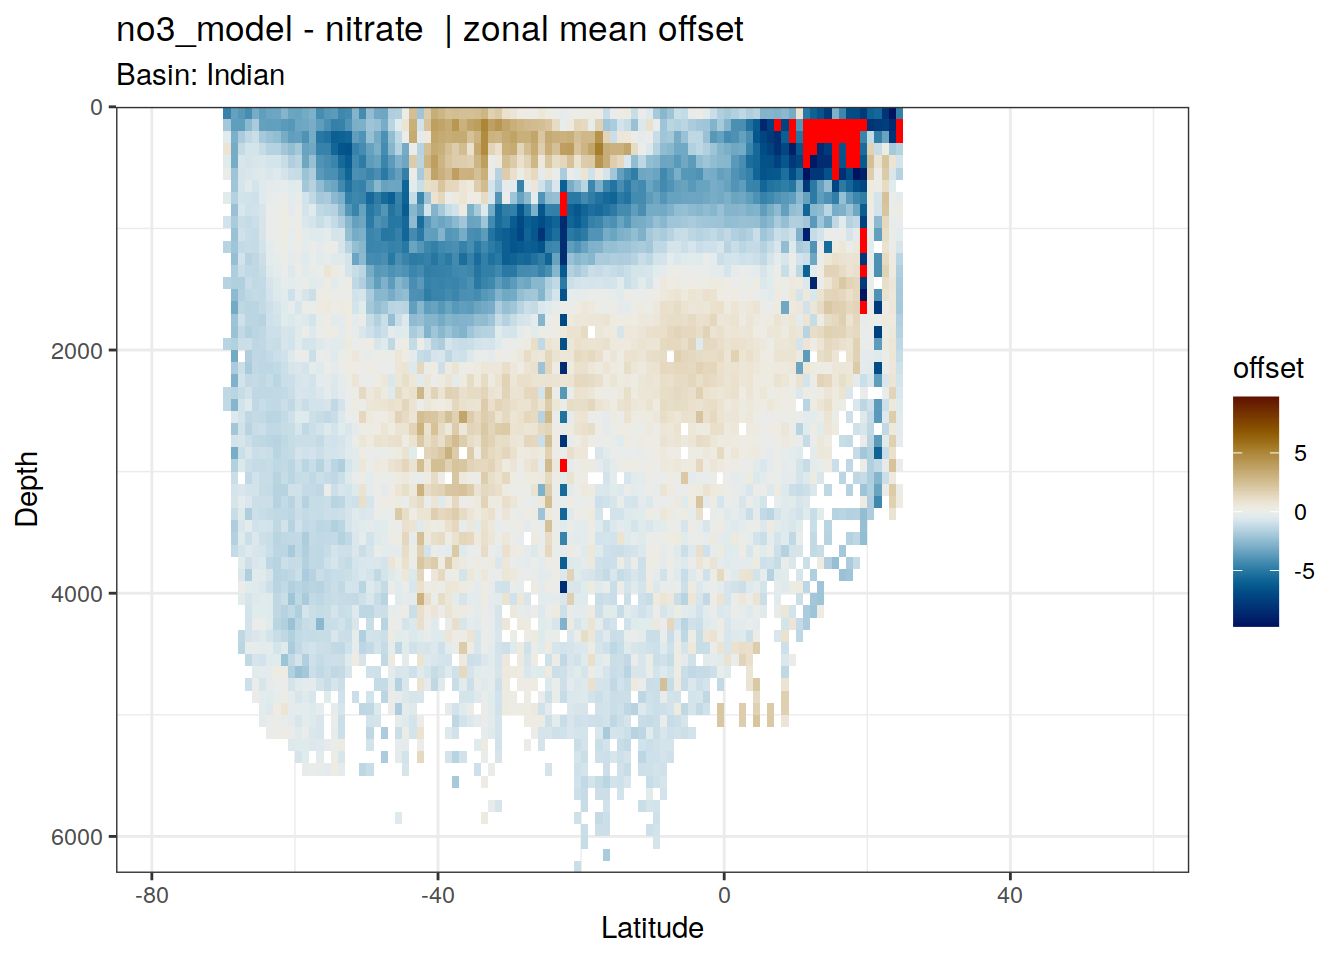 no3_model - nitrate  | zonal mean offset
Basin: Indian
0
2000
4000
6000
Depth
-80
-40
0
40
Latitude
offset
5
0
-5